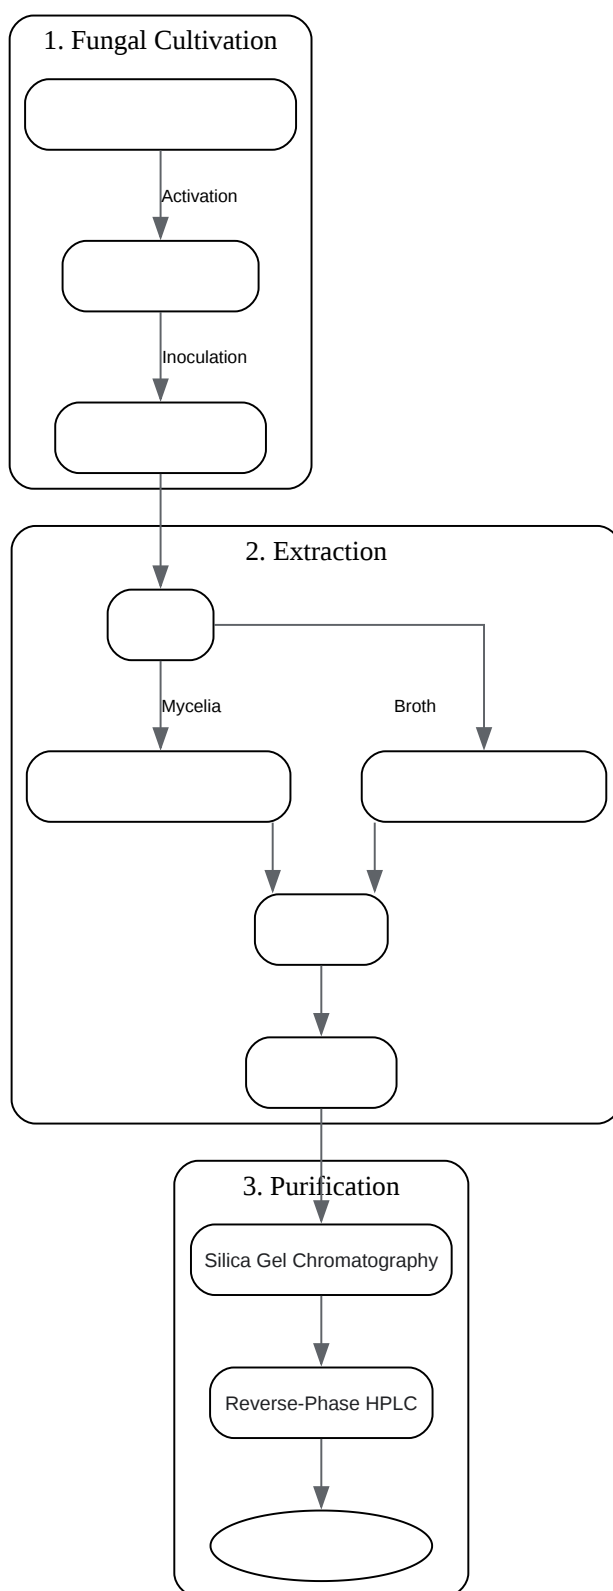 1. Fungal Cultivation
Activation
Inoculation
2. Extraction
Mycelia
Broth
3. Purification
Silica Gel Chromatography
Reverse-Phase HPLC